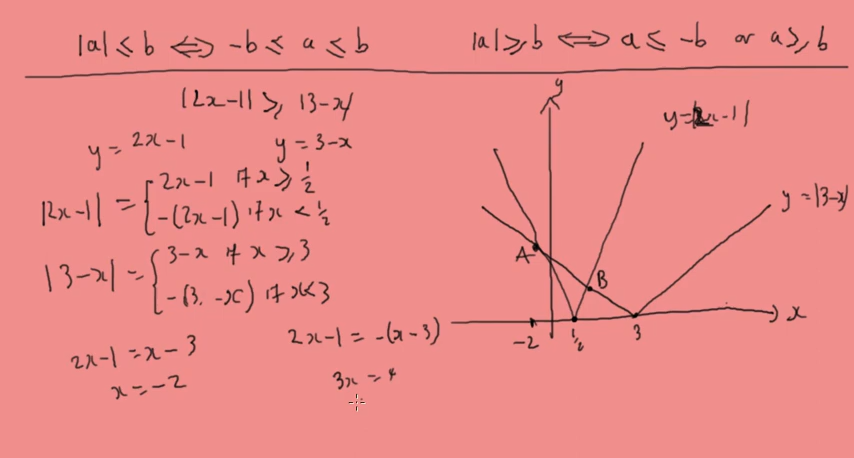 |a| ≤ b ⟺ -b ≤ a ≤ b
|a| ≥ b ⟺ a ≤ -b or a ≥ b
|2x-1| ≥ |3-x|
y = 2x-1
y = 3-x
|2x-1| = { 2x-1 if x ≥ 1/2
-(2x-1) if x < 1/2
|3-x| = { 3-x if x ≥ 3
-(3-x) if x < 3
2x-1 = x-3
x = -2
2x-1 = -(x-3)
3x = 4
y
y = |2x-1|
y = |3-x|
A
B
-2
1/2
3
x